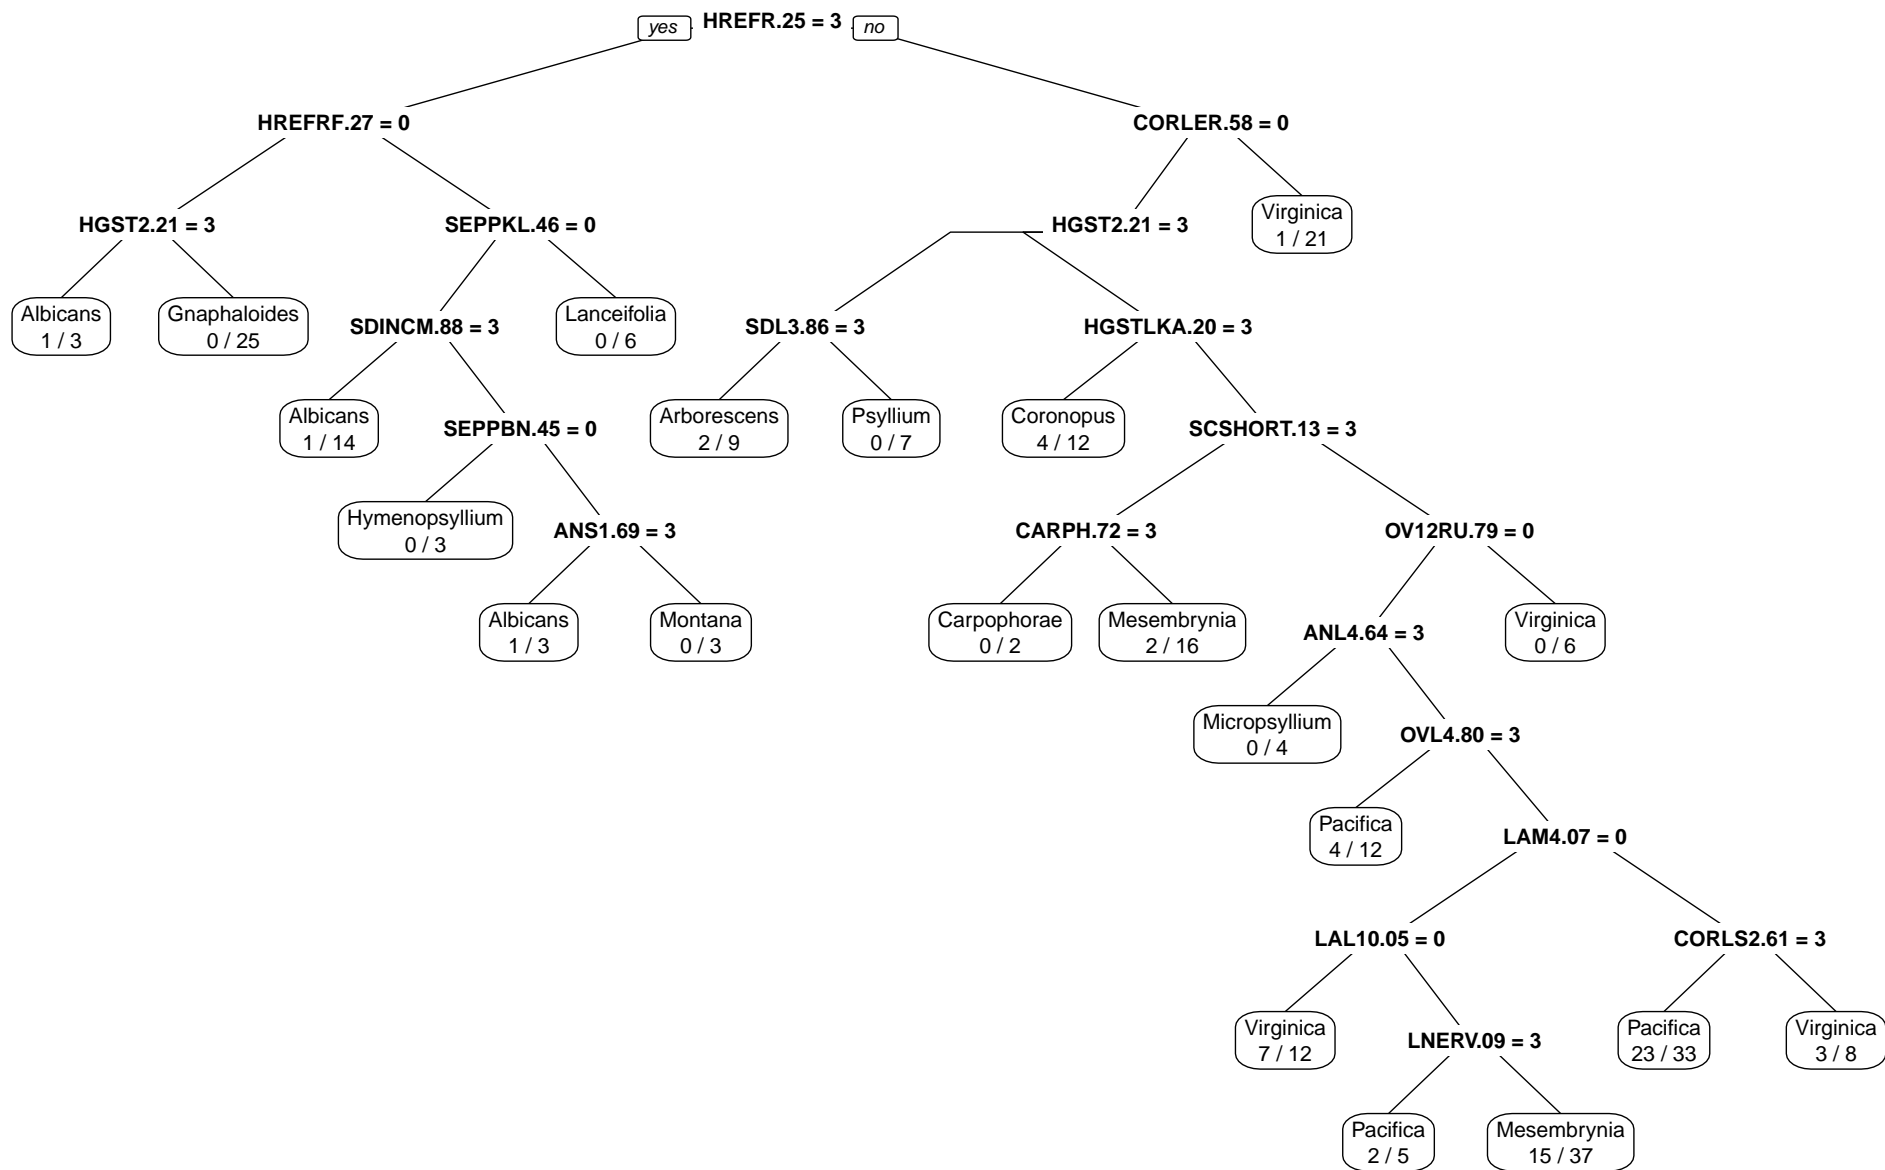 yes HREFR.25 = 3 no
HREFRF.27 = 0 CORLER.58 = 0
HGST2.21 = 3 SEPPKL.46 = 0 HGST2.21 = 3 Virginica
1 / 21
Albicans Gnaphaloides SDINCM.88 = 3 Lanceifolia SDL3.86 = 3 HGSTLKA.20 = 3
1 / 3 0 / 25 0 / 6
Albicans SEPPBN.45 = 0 Arborescens Psyllium Coronopus SCSHORT.13 = 3
1 / 14 2 / 9 0 / 7 4 / 12
Hymenopsyllium ANS1.69 = 3 CARPH.72 = 3 OV12RU.79 = 0
0 / 3
Albicans Montana Carpophorae Mesembrynia ANL4.64 = 3 Virginica
1 / 3 0 / 3 0 / 2 2 / 16 0 / 6
Micropsyllium OVL4.80 = 3
0 / 4
Pacifica LAM4.07 = 0
4 / 12
LAL10.05 = 0 CORLS2.61 = 3
Virginica LNERV.09 = 3 Pacifica Virginica
7 / 12 23 / 33 3 / 8
Pacifica Mesembrynia
2 / 5 15 / 37